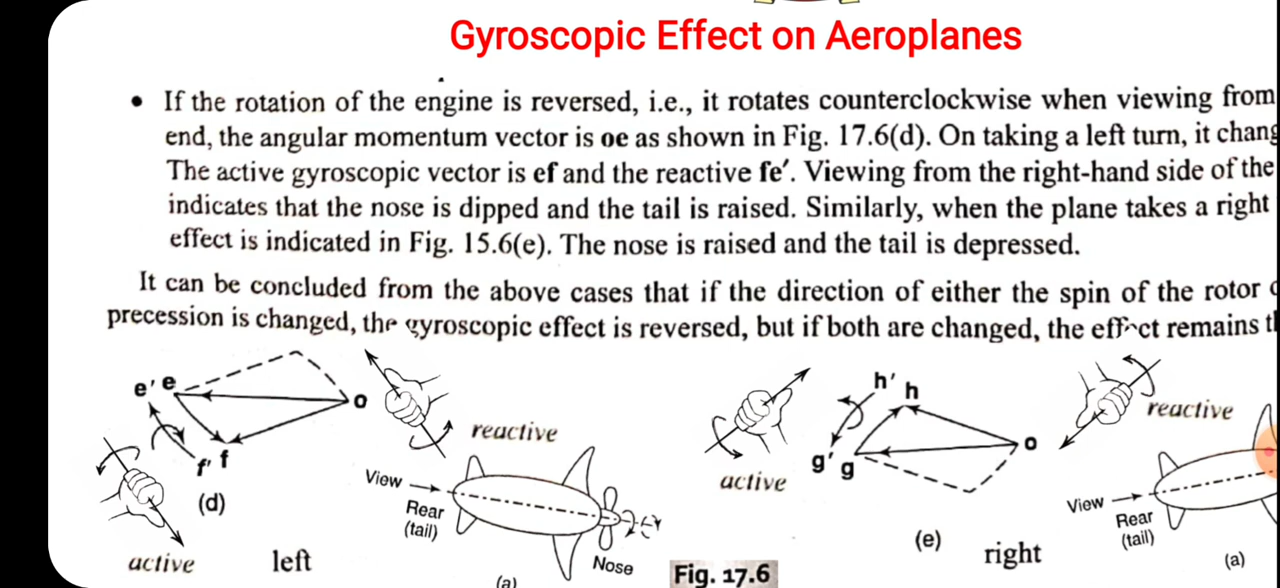 Gyroscopic Effect on Aeroplanes
• If the rotation of the engine is reversed, i.e., it rotates counterclockwise when viewing from
end, the angular momentum vector is oe as shown in Fig. 17.6(d). On taking a left turn, it chang
The active gyroscopic vector is ef and the reactive fe′. Viewing from the right-hand side of the
indicates that the nose is dipped and the tail is raised. Similarly, when the plane takes a right
effect is indicated in Fig. 15.6(e). The nose is raised and the tail is depressed.
It can be concluded from the above cases that if the direction of either the spin of the rotor
precession is changed, the gyroscopic effect is reversed, but if both are changed, the effect remains
e′ e
o
f′ f
(d)
active
left
reactive
View
Rear
(tail)
Nose
(a)
Fig. 17.6
active
h′ h
o
g′ g
(e)
right
reactive
View
Rear
(tail)
(a)